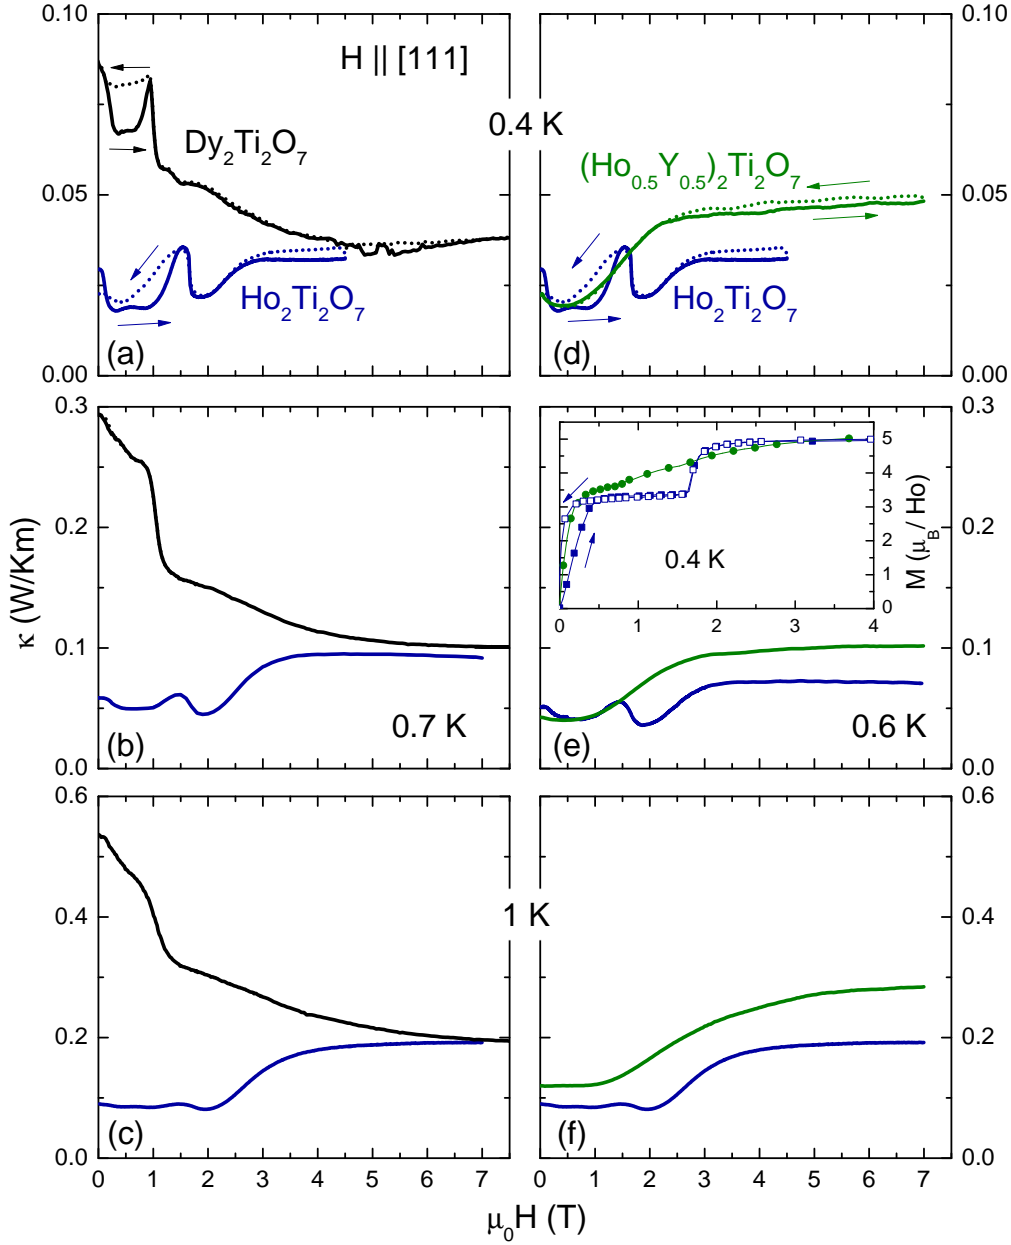 0.10
0.05
0.00
H || [111]
Dy₂Ti₂O₇
Ho₂Ti₂O₇
(a)
0.4 K
0.10
0.05
0.00
(Ho₀.₅Y₀.₅)₂Ti₂O₇
Ho₂Ti₂O₇
(d)
0.3
0.2
0.1
0.0
κ (W/Km)
(b)
0.7 K
0.3
0.2
0.1
0.0
5
4
3
2
1
0
M (μ_B / Ho)
0.4 K
0 1 2 3 4
(e)
0.6 K
0.6
0.4
0.2
0.0
(c)
1 K
0.6
0.4
0.2
0.0
(f)
0 1 2 3 4 5 6 7
0 1 2 3 4 5 6 7
μ₀H (T)